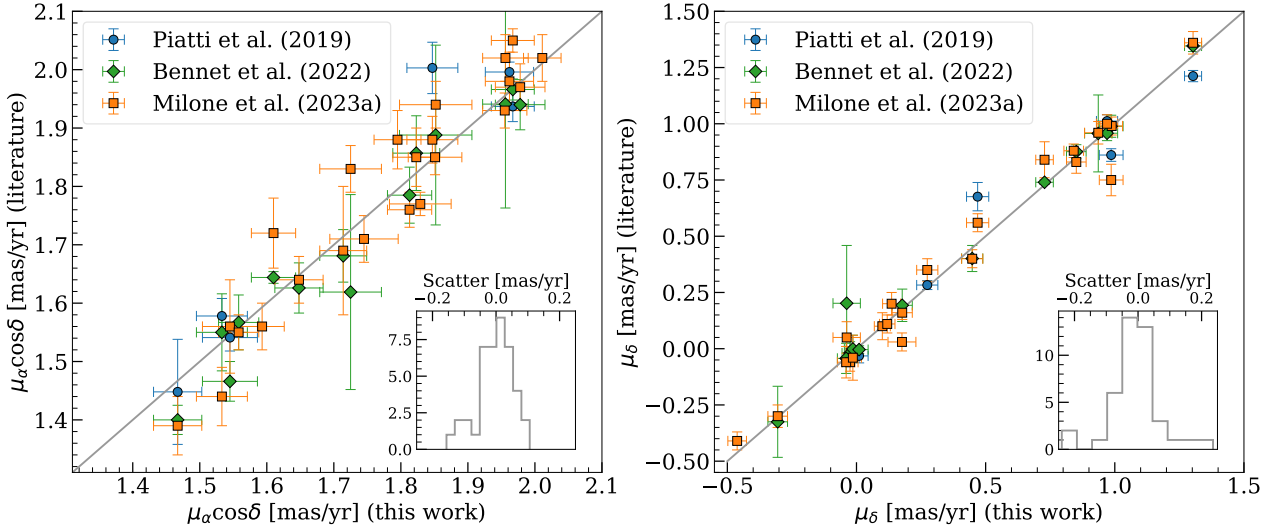 2.1
2.0
1.9
1.8
1.7
1.6
1.5
1.4
μαcosδ [mas/yr] (literature)
Piatti et al. (2019)
Bennet et al. (2022)
Milone et al. (2023a)
Scatter [mas/yr]
−0.2 0.0 0.2
7.5
5.0
2.5
0.0
1.4 1.5 1.6 1.7 1.8 1.9 2.0 2.1
μαcosδ [mas/yr] (this work)
1.50
1.25
1.00
0.75
0.50
0.25
0.00
−0.25
−0.50
μδ [mas/yr] (literature)
Piatti et al. (2019)
Bennet et al. (2022)
Milone et al. (2023a)
Scatter [mas/yr]
−0.2 0.0 0.2
10
5
0
−0.5 0.0 0.5 1.0 1.5
μδ [mas/yr] (this work)